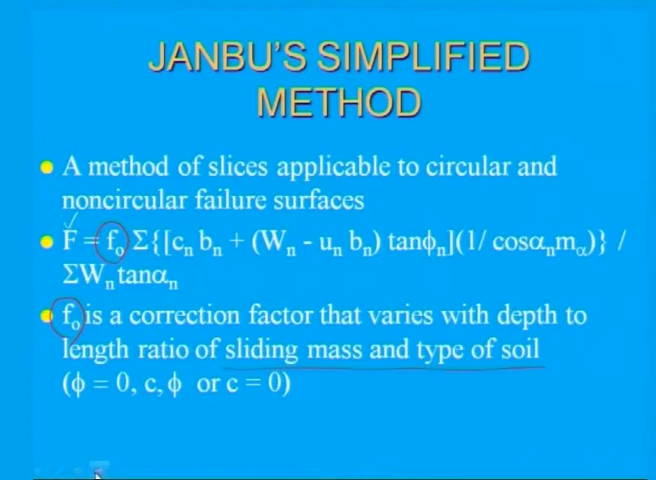 JANBU'S SIMPLIFIED
METHOD
A method of slices applicable to circular and
noncircular failure surfaces
F = fₒ Σ{[cₙ bₙ + (Wₙ - uₙ bₙ) tanϕₙ](1/ cosαₙmα)} /
ΣWₙtanαₙ
fₒ is a correction factor that varies with depth to
length ratio of sliding mass and type of soil
(ϕ = 0, c, ϕ or c = 0)